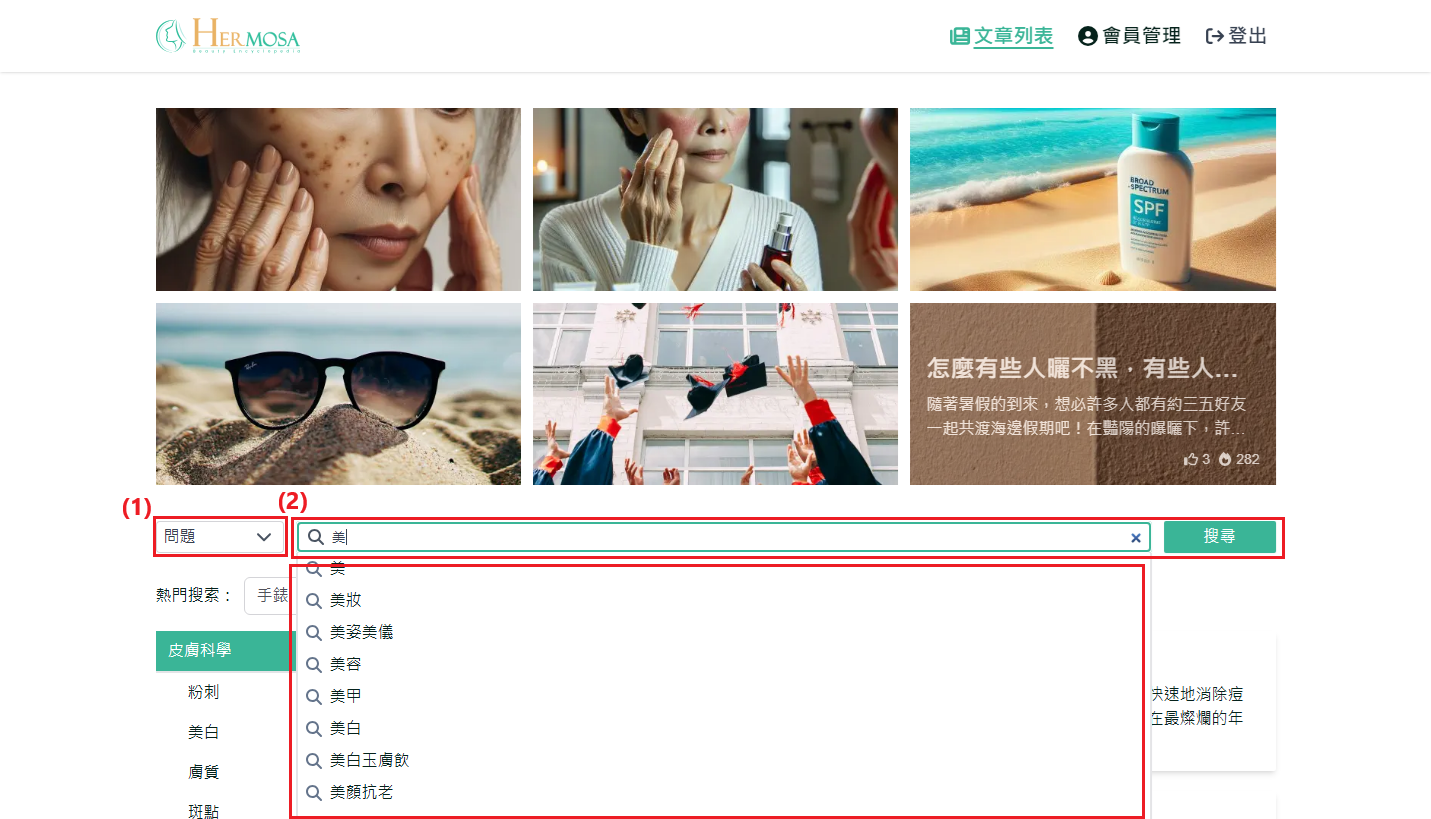 HERMOSA
Beauty Encyclopedia
文章列表
會員管理
登出
BROAD
-SPECTRUM
SPF
Ray-Ban
怎麼有些人曬不黑，有些人...
隨著暑假的到來，想必許多人都有約三五好友
一起共渡海邊假期吧！在豔陽的曝曬下，許...
3 282
(1)
(2)
問題
美
搜尋
熱門搜索：
手錶
美
美妝
美姿美儀
美容
美甲
美白
美白玉膚飲
美顏抗老
皮膚科學
粉刺
美白
膚質
斑點
快速地消除痘
在最燦爛的年